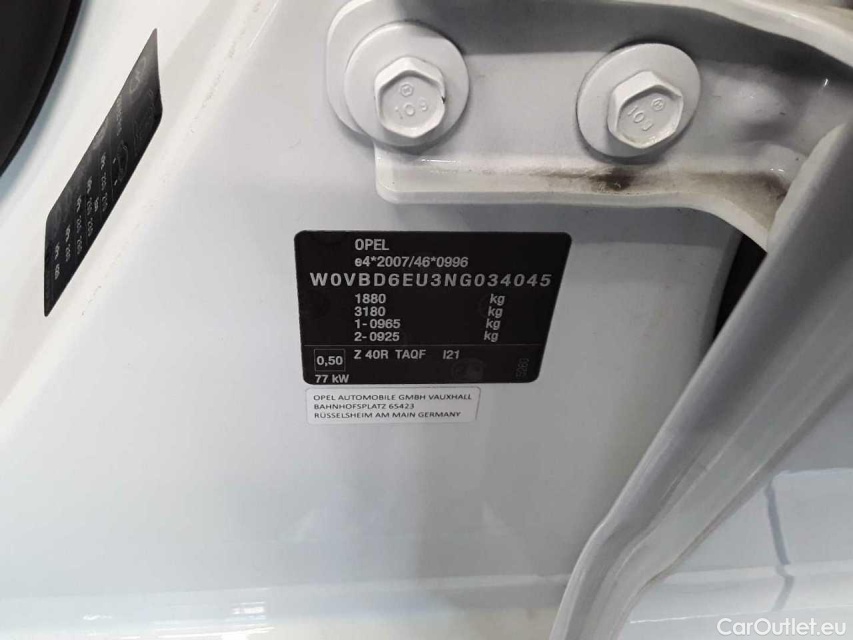 10.9
10.9
OPEL
e4*2007/46*0996
W0VBD6EU3NG034045
1880 kg
3180 kg
1-0965 kg
2-0925 kg
0,50 Z 40R TAQF I21
77 kW
OPEL AUTOMOBILE GMBH VAUXHALL
BAHNHOFSPLATZ 65423
RÜSSELSHEIM AM MAIN GERMANY
CarOutlet.eu